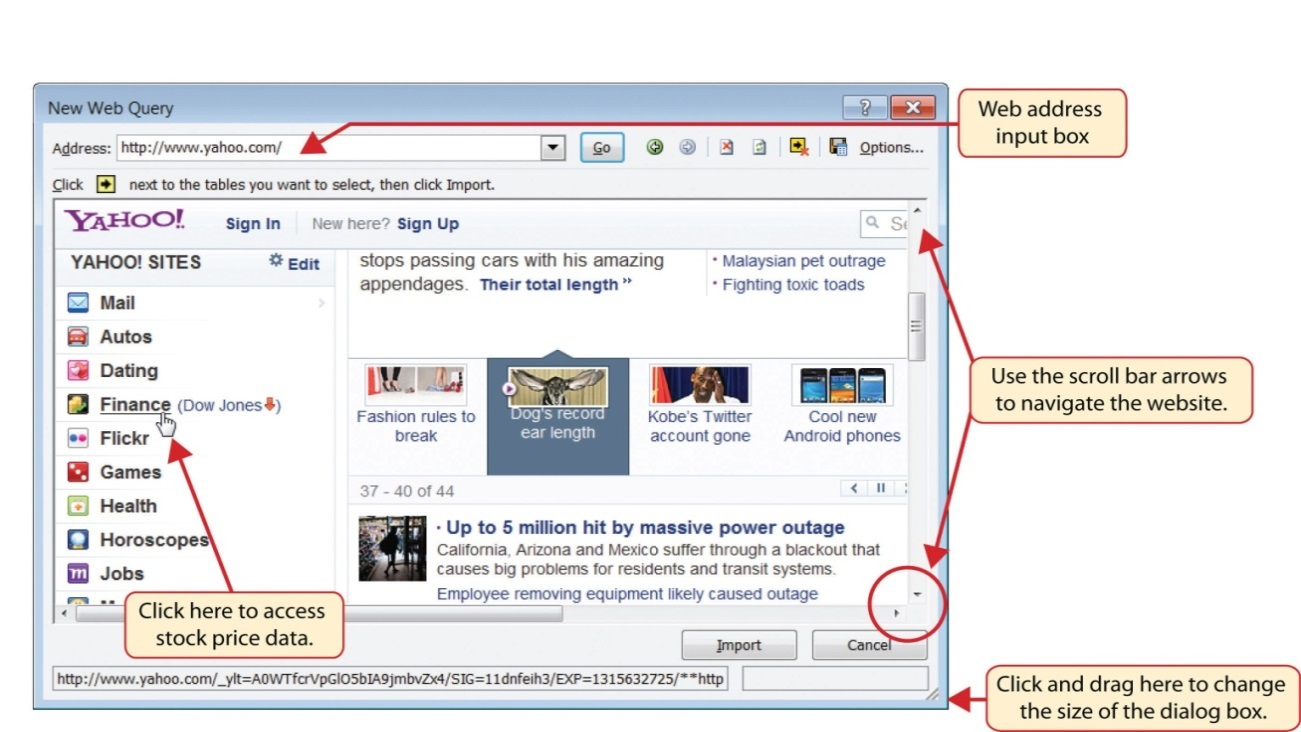 New Web Query
Web address
input box
Address: http://www.yahoo.com/ Go Options...
Click next to the tables you want to select, then click Import.
YAHOO! Sign In New here? Sign Up
YAHOO! SITES Edit
Mail
Autos
Dating
Finance (Dow Jones)
Flickr
Games
Health
Horoscopes
Jobs
stops passing cars with his amazing
appendages. Their total length »
· Malaysian pet outrage
· Fighting toxic toads
Fashion rules to
break
Dog's record
ear length
Kobe's Twitter
account gone
Cool new
Android phones
37 - 40 of 44
· Up to 5 million hit by massive power outage
California, Arizona and Mexico suffer through a blackout that
causes big problems for residents and transit systems.
Employee removing equipment likely caused outage
Use the scroll bar arrows
to navigate the website.
Click here to access
stock price data.
Import Cancel
http://www.yahoo.com/_ylt=A0WTfcrVpGlO5bIA9jmbvZx4/SIG=11dnfeih3/EXP=1315632725/**http
Click and drag here to change
the size of the dialog box.